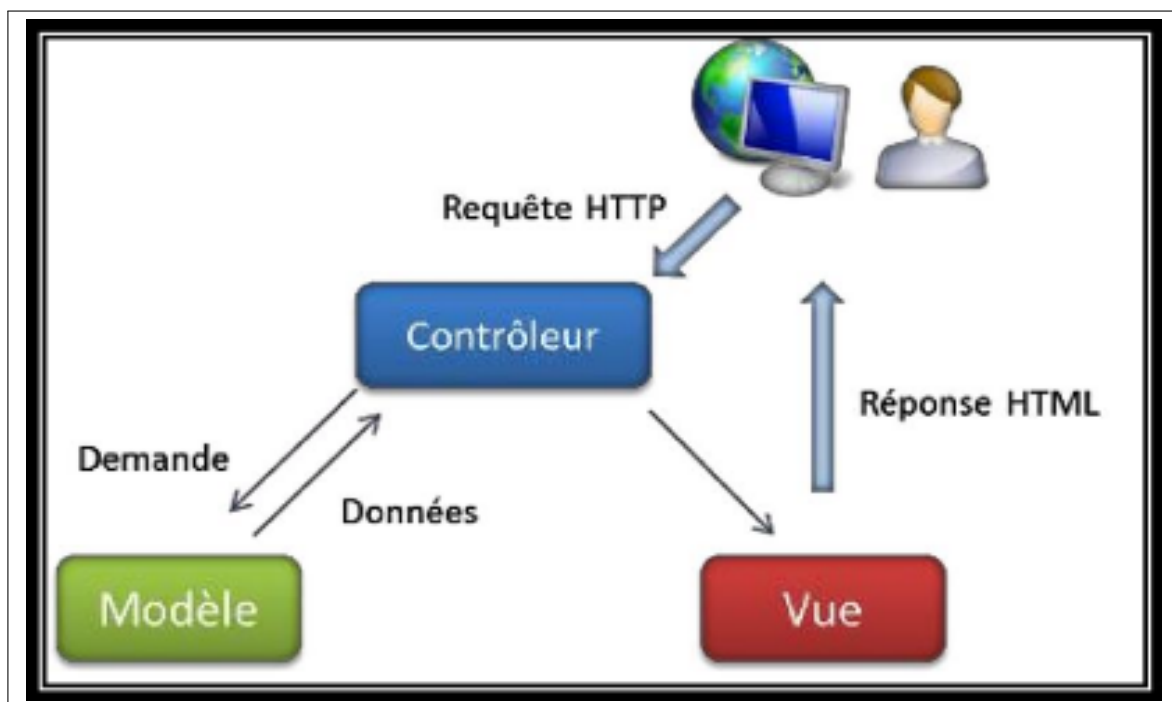 Requête HTTP
Contrôleur
Réponse HTML
Demande
Données
Modèle
Vue